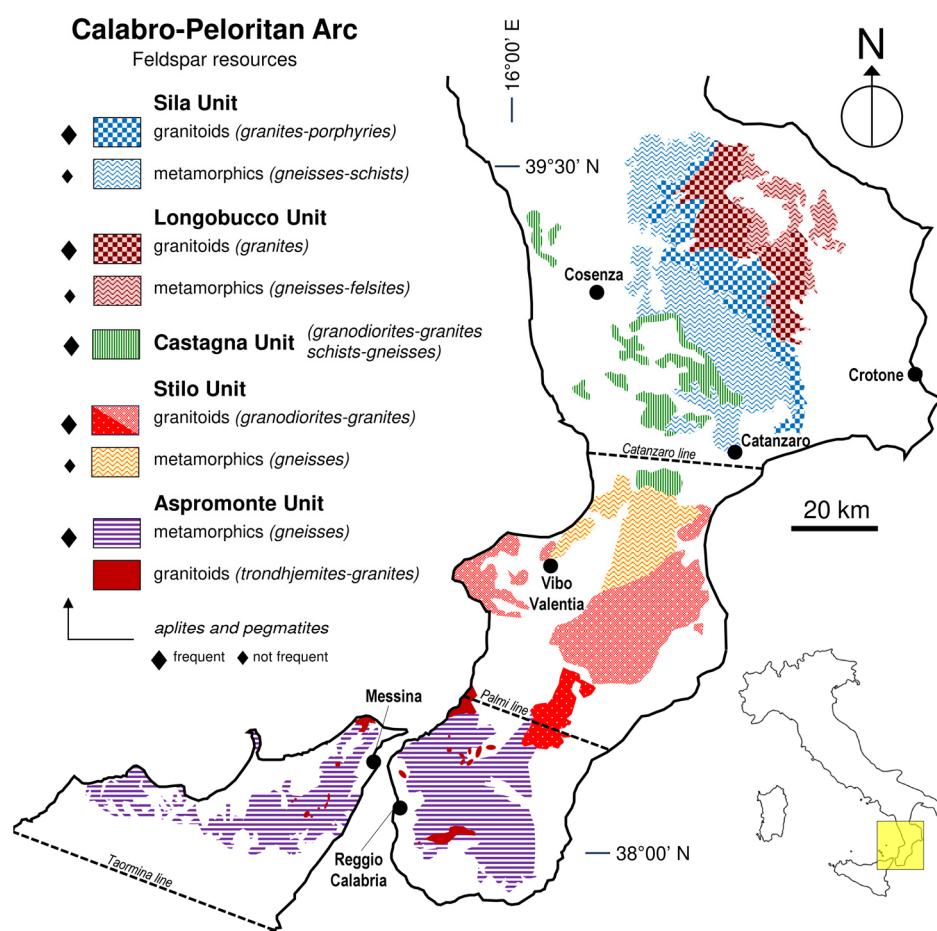 Calabro-Peloritan Arc
Feldspar resources
Sila Unit
granitoids (granites-porphyries)
metamorphics (gneisses-schists)
Longobucco Unit
granitoids (granites)
metamorphics (gneisses-felsites)
Castagna Unit (granodiorites-granites
schists-gneisses)
Stilo Unit
granitoids (granodiorites-granites)
metamorphics (gneisses)
Aspromonte Unit
metamorphics (gneisses)
granitoids (trondhjemites-granites)
aplites and pegmatites
frequent not frequent
16°00' E
N
39°30' N
Cosenza
Crotone
Catanzaro
Catanzaro line
20 km
Vibo
Valentia
Messina
Palmi line
Reggio
Calabria
38°00' N
Taormina line